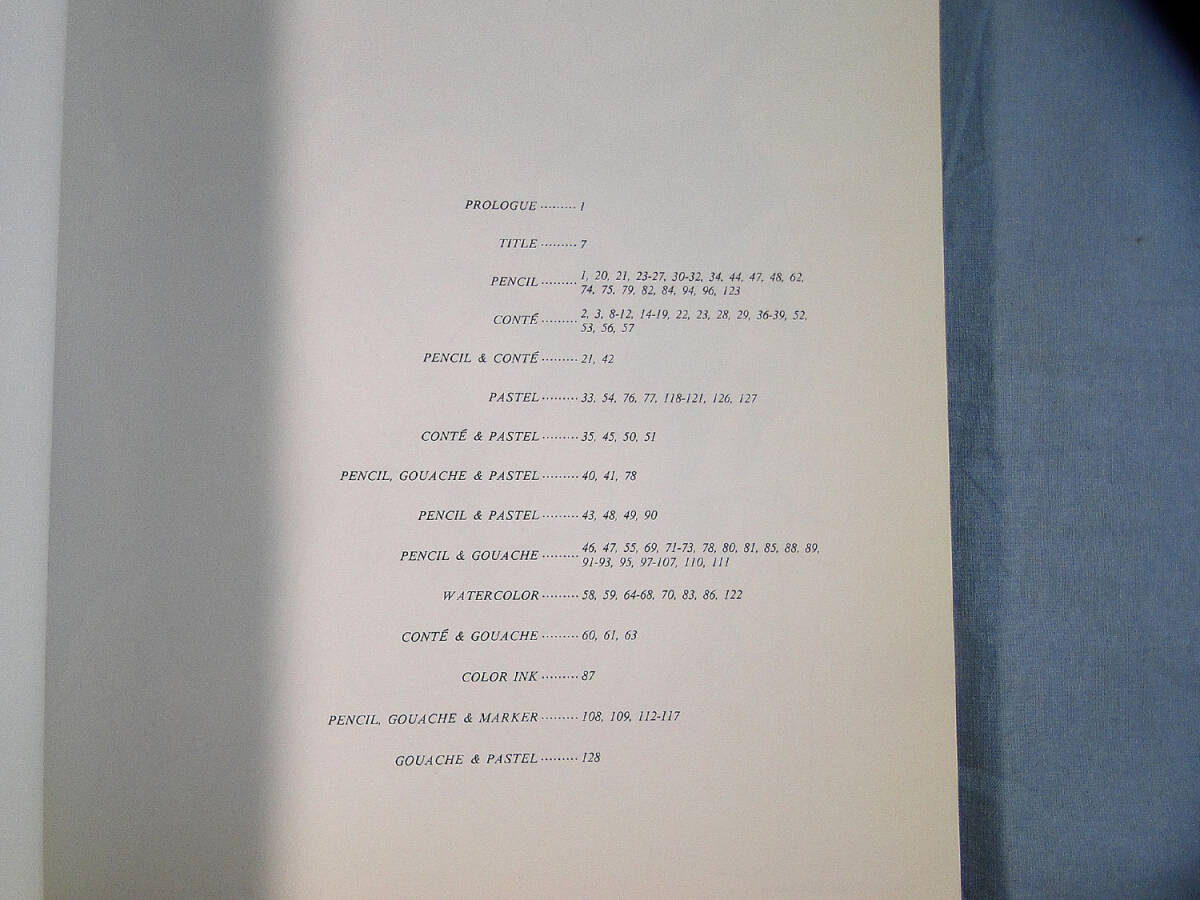 PROLOGUE ········· 1
TITLE ········· 7
PENCIL ········· 1, 20, 21, 23-27, 30-32, 34, 44, 47, 48, 62,
74, 75, 79, 82, 84, 94, 96, 123
CONTÉ ········· 2, 3, 8-12, 14-19, 22, 23, 28, 29, 36-39, 52,
53, 56, 57
PENCIL & CONTÉ ········· 21, 42
PASTEL ········· 33, 54, 76, 77, 118-121, 126, 127
CONTÉ & PASTEL ········· 35, 45, 50, 51
PENCIL, GOUACHE & PASTEL ········· 40, 41, 78
PENCIL & PASTEL ········· 43, 48, 49, 90
PENCIL & GOUACHE ········· 46, 47, 55, 69, 71-73, 78, 80, 81, 85, 88, 89,
91-93, 95, 97-107, 110, 111
WATERCOLOR ········· 58, 59, 64-68, 70, 83, 86, 122
CONTÉ & GOUACHE ········· 60, 61, 63
COLOR INK ········· 87
PENCIL, GOUACHE & MARKER ········· 108, 109, 112-117
GOUACHE & PASTEL ········· 128